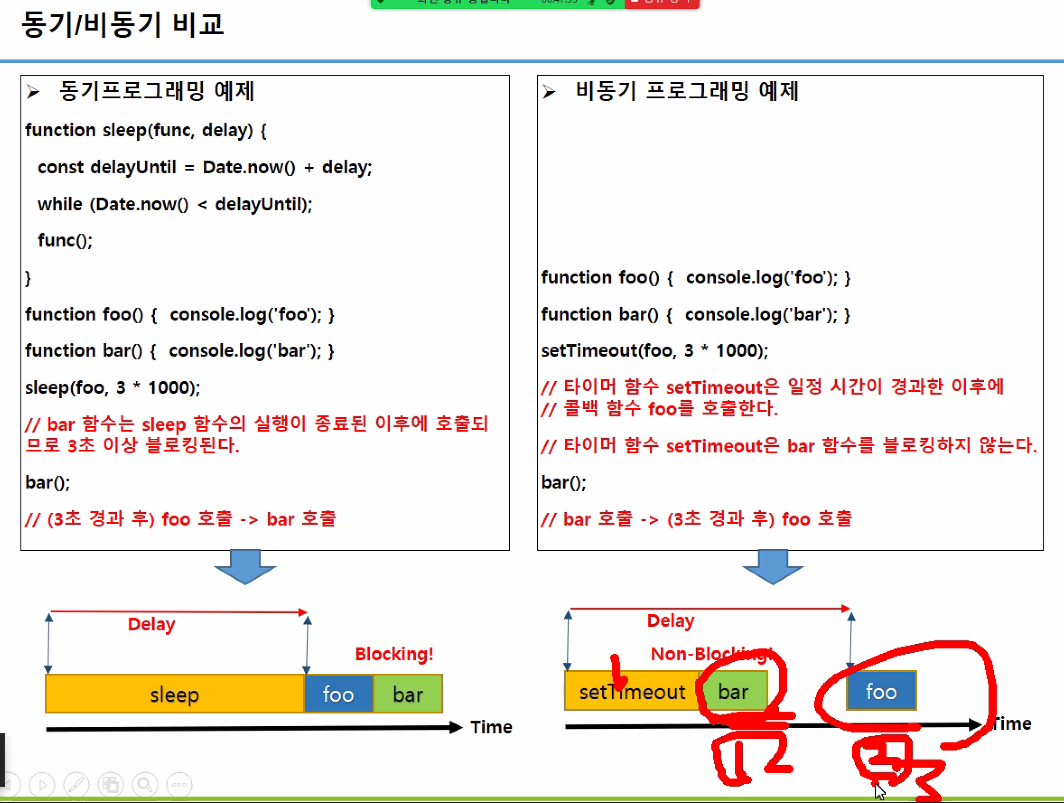 동기/비동기 비교
➢ 동기프로그래밍 예제
function sleep(func, delay) {
const delayUntil = Date.now() + delay;
while (Date.now() < delayUntil);
func();
}
function foo() { console.log('foo'); }
function bar() { console.log('bar'); }
sleep(foo, 3 * 1000);
// bar 함수는 sleep 함수의 실행이 종료된 이후에 호출되
므로 3초 이상 블로킹된다.
bar();
// (3초 경과 후) foo 호출 -> bar 호출
➢ 비동기 프로그래밍 예제
function foo() { console.log('foo'); }
function bar() { console.log('bar'); }
setTimeout(foo, 3 * 1000);
// 타이머 함수 setTimeout은 일정 시간이 경과한 이후에
// 콜백 함수 foo를 호출한다.
// 타이머 함수 setTimeout은 bar 함수를 블로킹하지 않는다.
bar();
// bar 호출 -> (3초 경과 후) foo 호출
Delay
Blocking!
sleep foo bar
Time
Delay
Non-Blocking!
setTimeout bar foo
Time
2
3